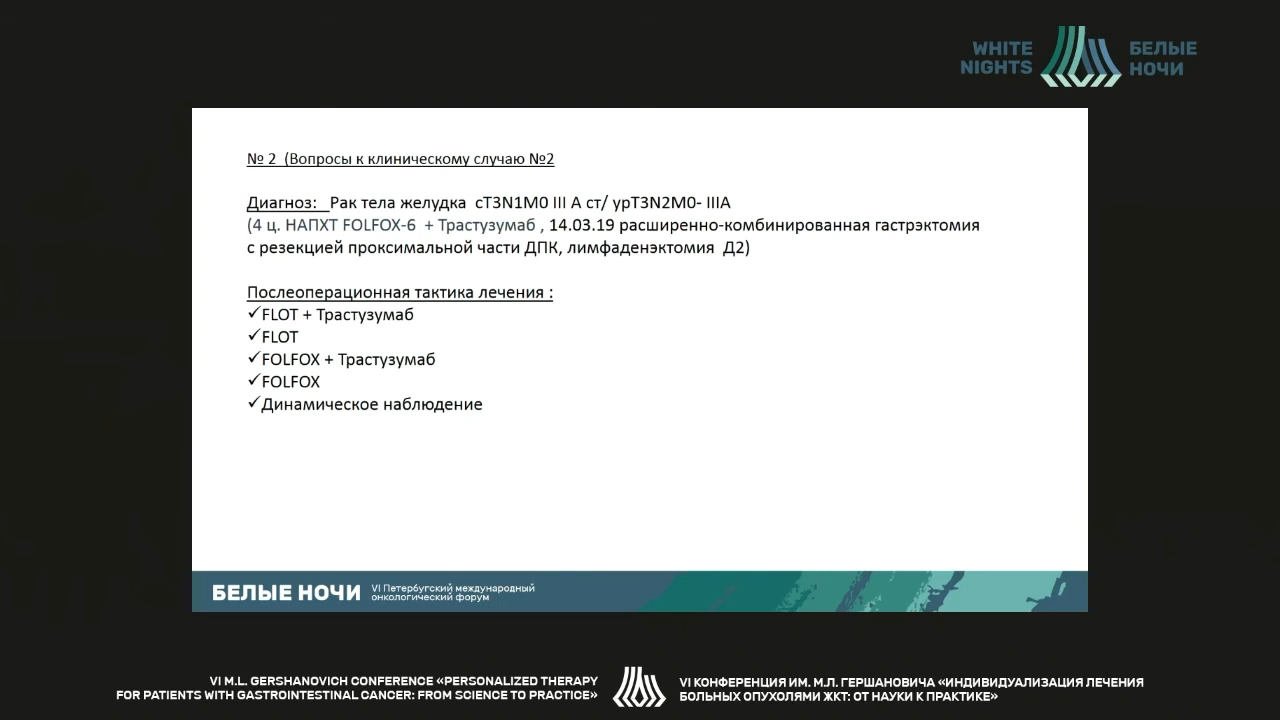 WHITE
NIGHTS
БЕЛЫЕ
НОЧИ
№ 2  (Вопросы к клиническому случаю №2
Диагноз:   Рак тела желудка  cT3N1M0 III A ст/ урТ3N2M0- IIIA
(4 ц. НАПХТ FOLFOX-6  + Трастузумаб , 14.03.19 расширенно-комбинированная гастрэктомия
с резекцией проксимальной части ДПК, лимфаденэктомия  Д2)
Послеоперационная тактика лечения :
✓FLOT + Трастузумаб
✓FLOT
✓FOLFOX + Трастузумаб
✓FOLFOX
✓Динамическое наблюдение
БЕЛЫЕ НОЧИ
VI Петербугский международный
онкологический форум
VI M.L. GERSHANOVICH CONFERENCE «PERSONALIZED THERAPY
FOR PATIENTS WITH GASTROINTESTINAL CANCER: FROM SCIENCE TO PRACTICE»
VI КОНФЕРЕНЦИЯ ИМ. М.Л. ГЕРШАНОВИЧА «ИНДИВИДУАЛИЗАЦИЯ ЛЕЧЕНИЯ
БОЛЬНЫХ ОПУХОЛЯМИ ЖКТ: ОТ НАУКИ К ПРАКТИКЕ»